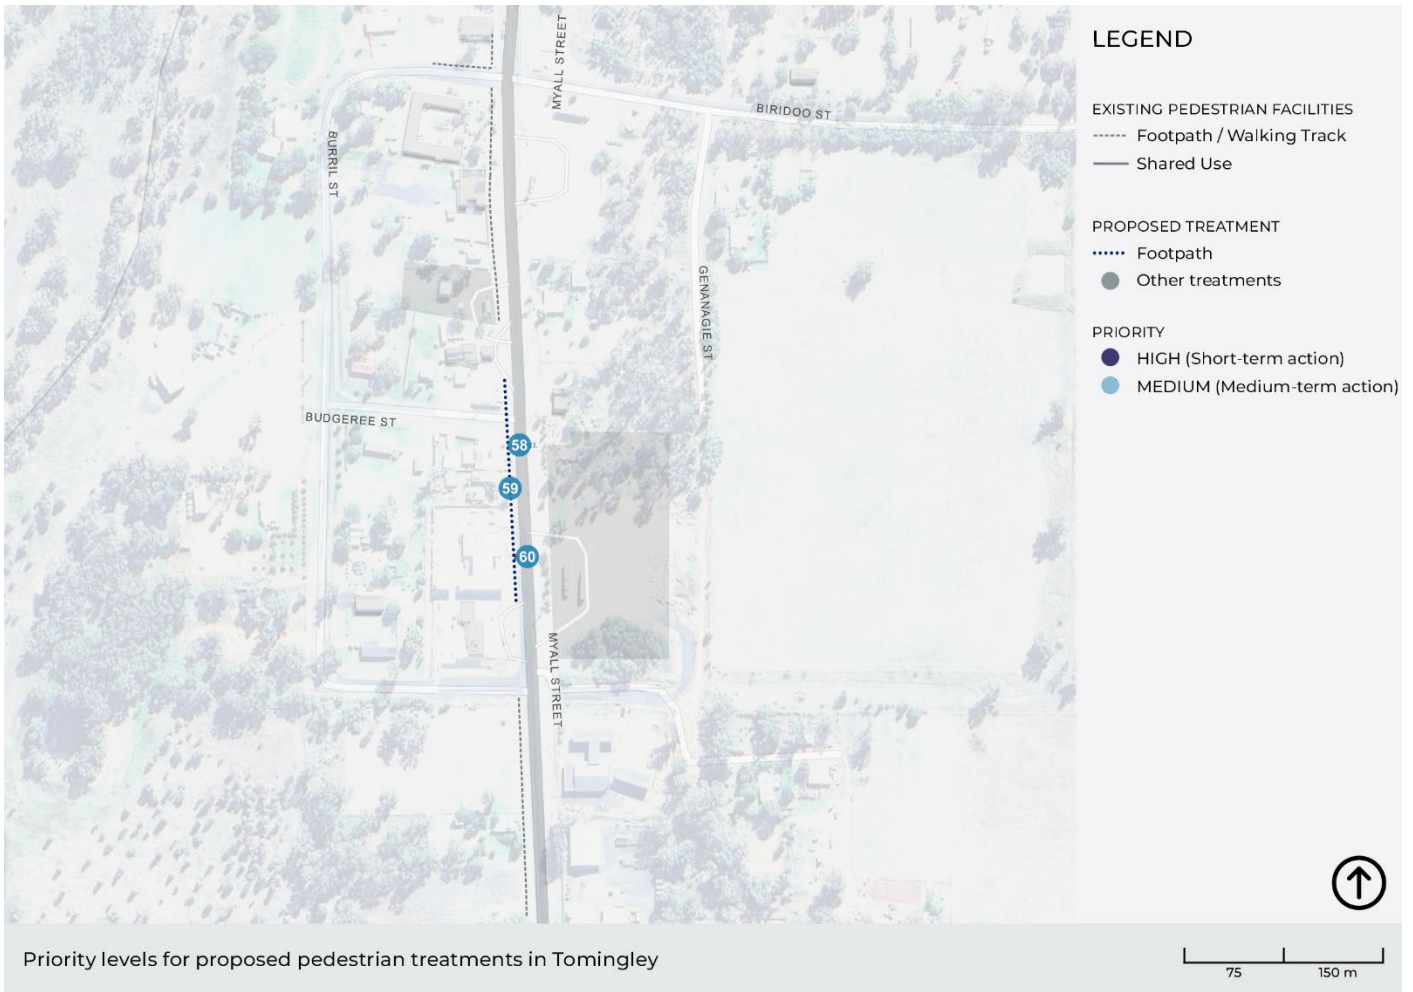 LEGEND
EXISTING PEDESTRIAN FACILITIES
Footpath / Walking Track
Shared Use
PROPOSED TREATMENT
Footpath
Other treatments
PRIORITY
HIGH (Short-term action)
MEDIUM (Medium-term action)
MYALL STREET
BIRIDOO ST
BURRIL ST
GENANAGIE ST
BUDGEREE ST
58
59
60
MYALL STREET
Priority levels for proposed pedestrian treatments in Tomingley
75
150 m